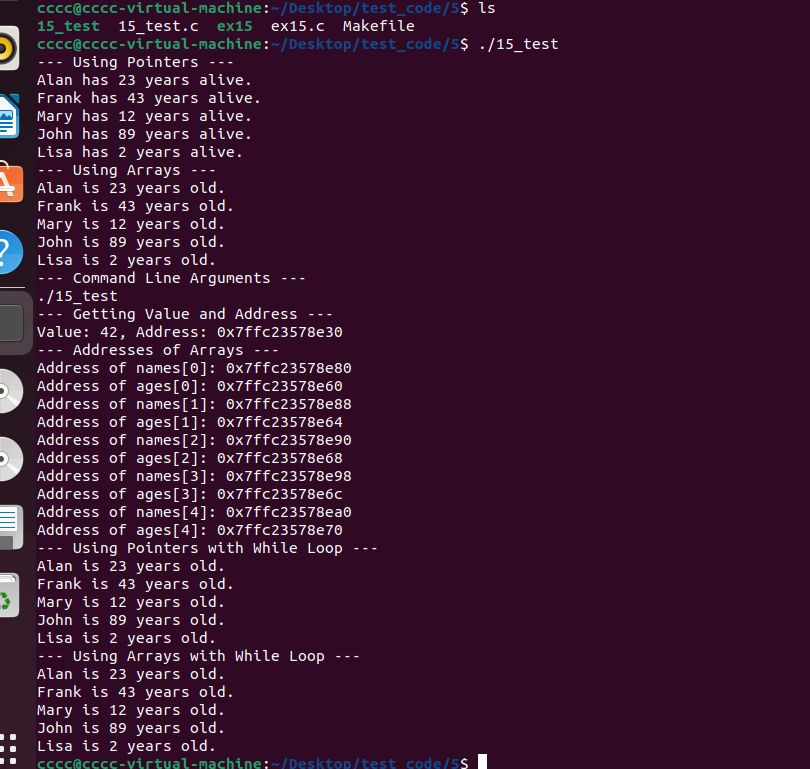 cccc@cccc-virtual-machine:~/Desktop/test_code/5$ ls
15_test  15_test.c  ex15  ex15.c  Makefile
cccc@cccc-virtual-machine:~/Desktop/test_code/5$ ./15_test
--- Using Pointers ---
Alan has 23 years alive.
Frank has 43 years alive.
Mary has 12 years alive.
John has 89 years alive.
Lisa has 2 years alive.
--- Using Arrays ---
Alan is 23 years old.
Frank is 43 years old.
Mary is 12 years old.
John is 89 years old.
Lisa is 2 years old.
--- Command Line Arguments ---
./15_test
--- Getting Value and Address ---
Value: 42, Address: 0x7ffc23578e30
--- Addresses of Arrays ---
Address of names[0]: 0x7ffc23578e80
Address of ages[0]: 0x7ffc23578e60
Address of names[1]: 0x7ffc23578e88
Address of ages[1]: 0x7ffc23578e64
Address of names[2]: 0x7ffc23578e90
Address of ages[2]: 0x7ffc23578e68
Address of names[3]: 0x7ffc23578e98
Address of ages[3]: 0x7ffc23578e6c
Address of names[4]: 0x7ffc23578ea0
Address of ages[4]: 0x7ffc23578e70
--- Using Pointers with While Loop ---
Alan is 23 years old.
Frank is 43 years old.
Mary is 12 years old.
John is 89 years old.
Lisa is 2 years old.
--- Using Arrays with While Loop ---
Alan is 23 years old.
Frank is 43 years old.
Mary is 12 years old.
John is 89 years old.
Lisa is 2 years old.
cccc@cccc-virtual-machine:~/Desktop/test_code/5$